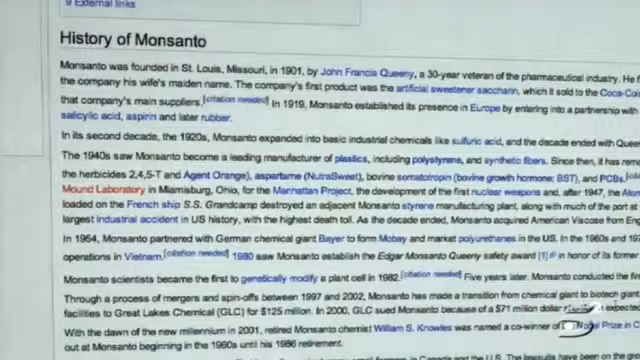 9 External links
History of Monsanto
Monsanto was founded in St. Louis, Missouri, in 1901, by John Francis Queeny, a 30-year veteran of the pharmaceutical industry. He
the company his wife's maiden name. The company's first product was the artificial sweetener saccharin, which it sold to the Coca-Col
that company's main suppliers.[citation needed] In 1919, Monsanto established its presence in Europe by entering into a partnership with
salicylic acid, aspirin and later rubber.
In its second decade, the 1920s, Monsanto expanded into basic industrial chemicals like sulfuric acid, and the decade ended with Quee
The 1940s saw Monsanto become a leading manufacturer of plastics, including polystyrene, and synthetic fibers. Since then, it has
the herbicides 2,4,5-T and Agent Orange), aspartame (NutraSweet), bovine somatotropin (bovine growth hormone; BST), and PCBs.
Mound Laboratory in Miamisburg, Ohio, for the Manhattan Project, the development of the first nuclear weapons and, after 1947, the
loaded on the French ship S.S. Grandcamp destroyed an adjacent Monsanto styrene manufacturing plant, along with much of the port at
largest industrial accident in US history, with the highest death toll. As the decade ended, Monsanto acquired American Viscose from
In 1954, Monsanto partnered with German chemical giant Bayer to form Mobay and market polyurethanes in the US. In the 1960s and
operations in Vietnam.[citation needed] 1980 saw Monsanto establish the Edgar Monsanto Queeny safety award [1] in honor of its former
Monsanto scientists became the first to genetically modify a plant cell in 1982.[citation needed] Five years later, Monsanto conducted the
Through a process of mergers and spin-offs between 1997 and 2002, Monsanto has made a transition from chemical giant to biotech
facilities to Great Lakes Chemical (GLC) for $125 million. In 2000, GLC sued Monsanto because of a $71 million dollar expected
With the dawn of the new millennium in 2001, retired Monsanto chemist William S. Knowles was named a co-winner of Nobel Prize in
out at Monsanto beginning in the 1960s until his 1986 retirement.